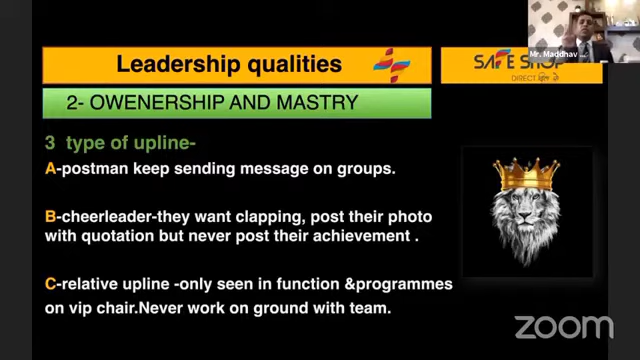 Leadership qualities
SAFE SHOP
DIRECT
Mr. Maddhav
2- OWENERSHIP AND MASTRY
3 type of upline-
A-postman keep sending message on groups.
B-cheerleader-they want clapping, post their photo
with quotation but never post their achievement .
C-relative upline -only seen in function &programmes
on vip chair.Never work on ground with team.
zoom